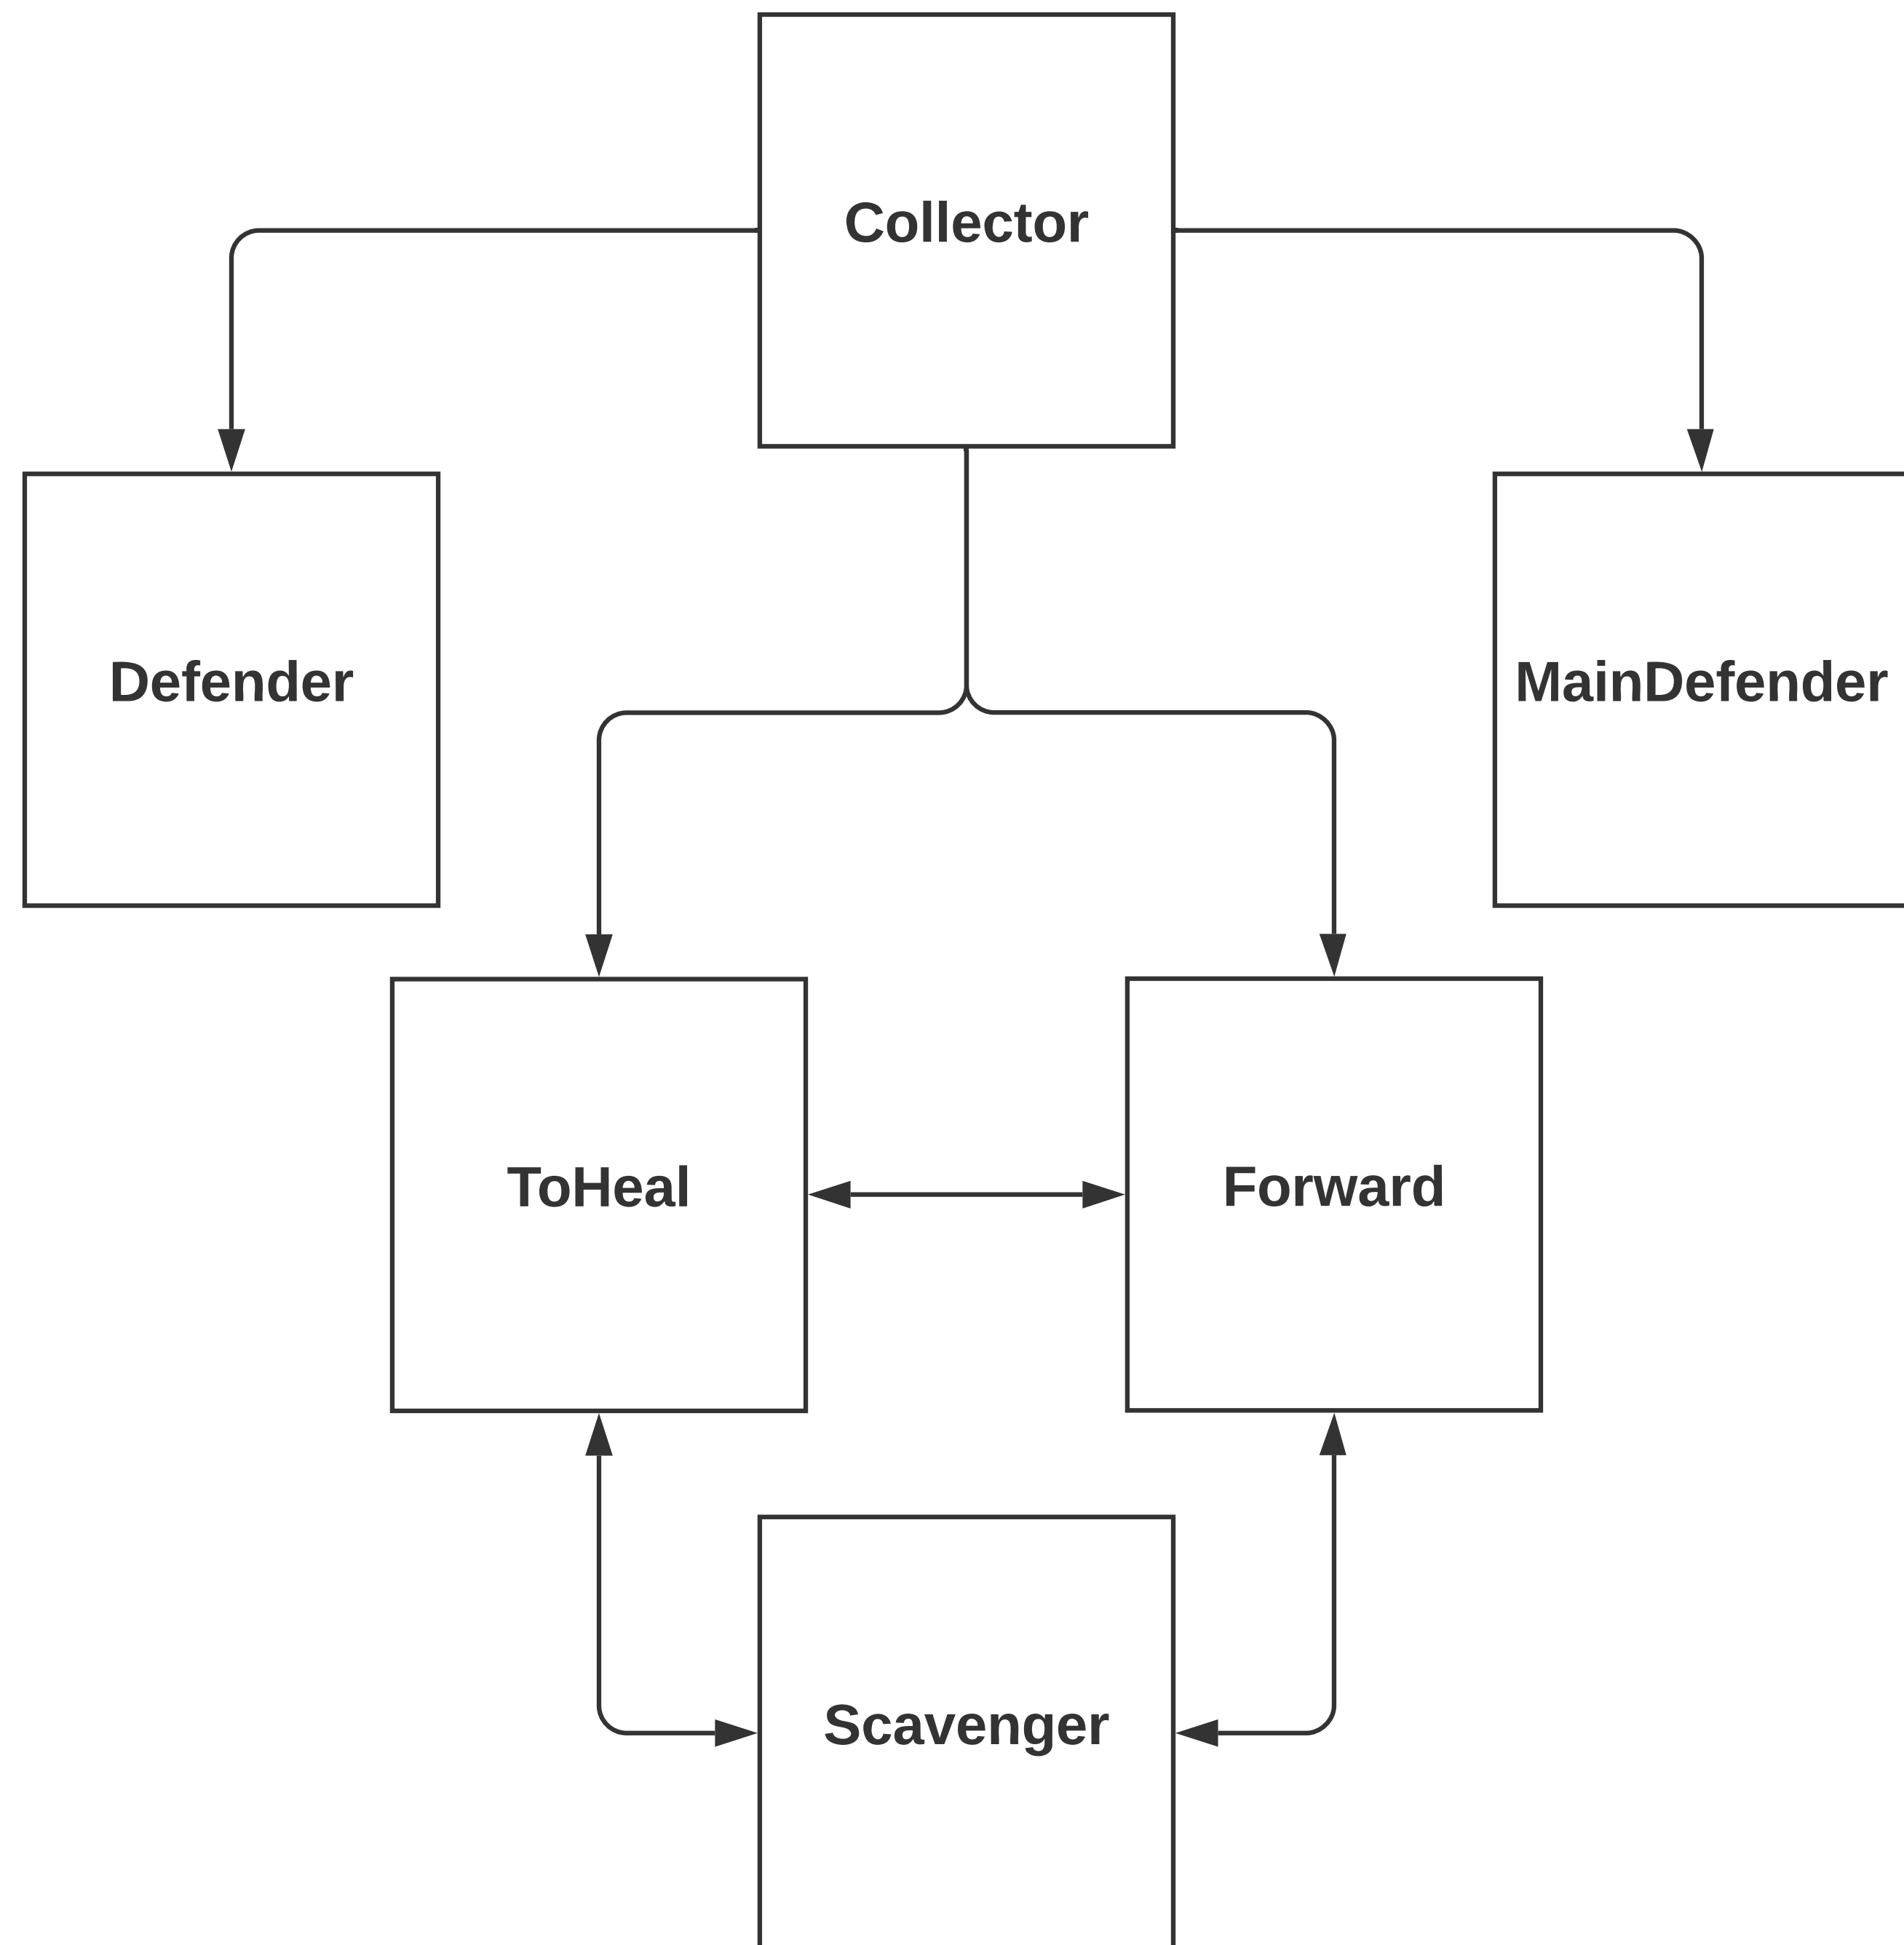 Collector
Defender
MainDefender
ToHeal
Forward
Scavenger